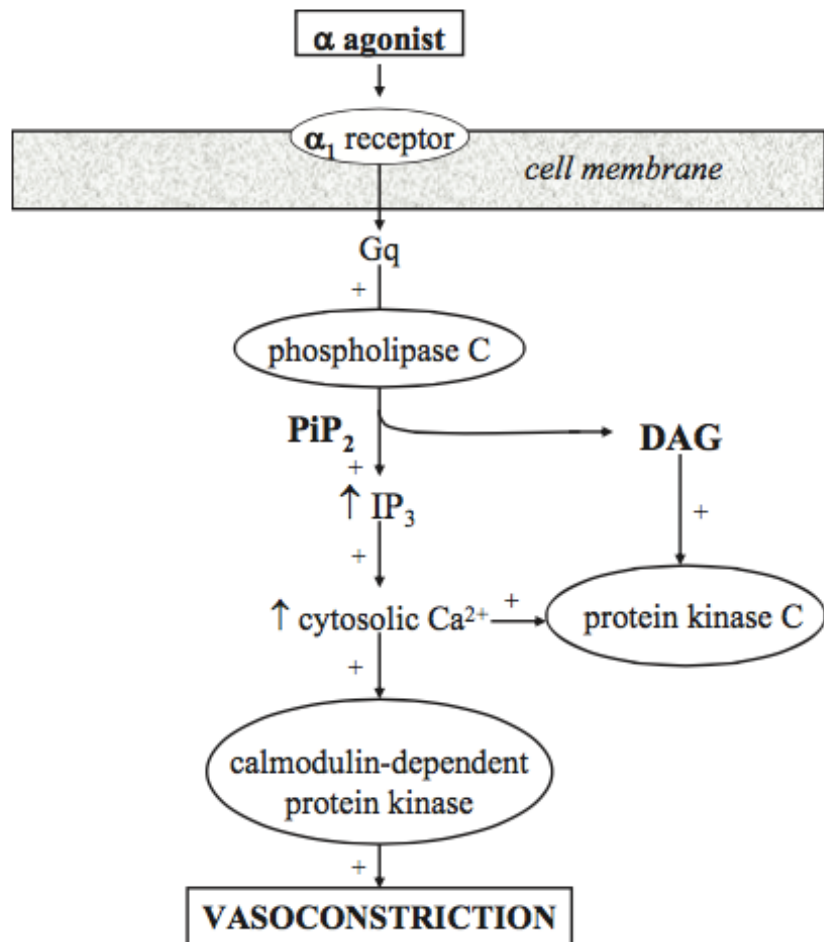 α agonist
α₁ receptor
cell membrane
Gq
+
phospholipase C
PiP₂
DAG
+
↑ IP₃
+
+
↑ cytosolic Ca²⁺
+
protein kinase C
+
calmodulin-dependent
protein kinase
+
VASOCONSTRICTION